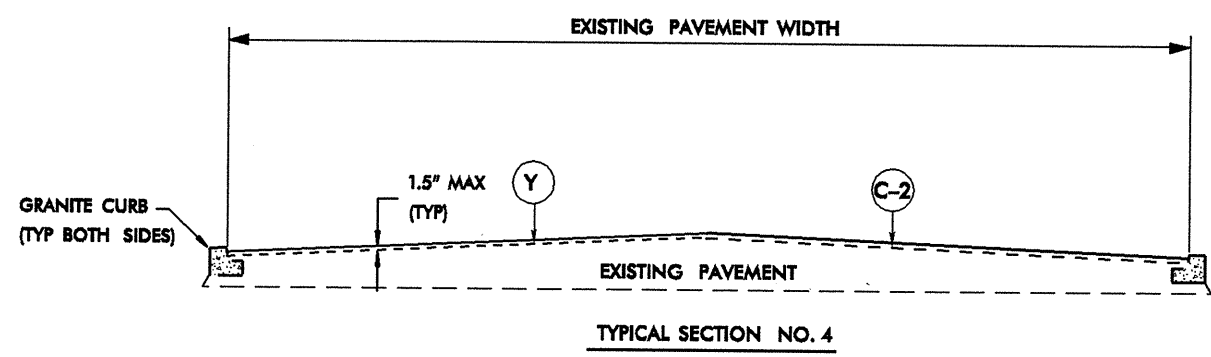 EXISTING PAVEMENT WIDTH
1.5" MAX
(TYP)
Y
C-2
GRANITE CURB
(TYP BOTH SIDES)
EXISTING PAVEMENT
TYPICAL SECTION NO. 4